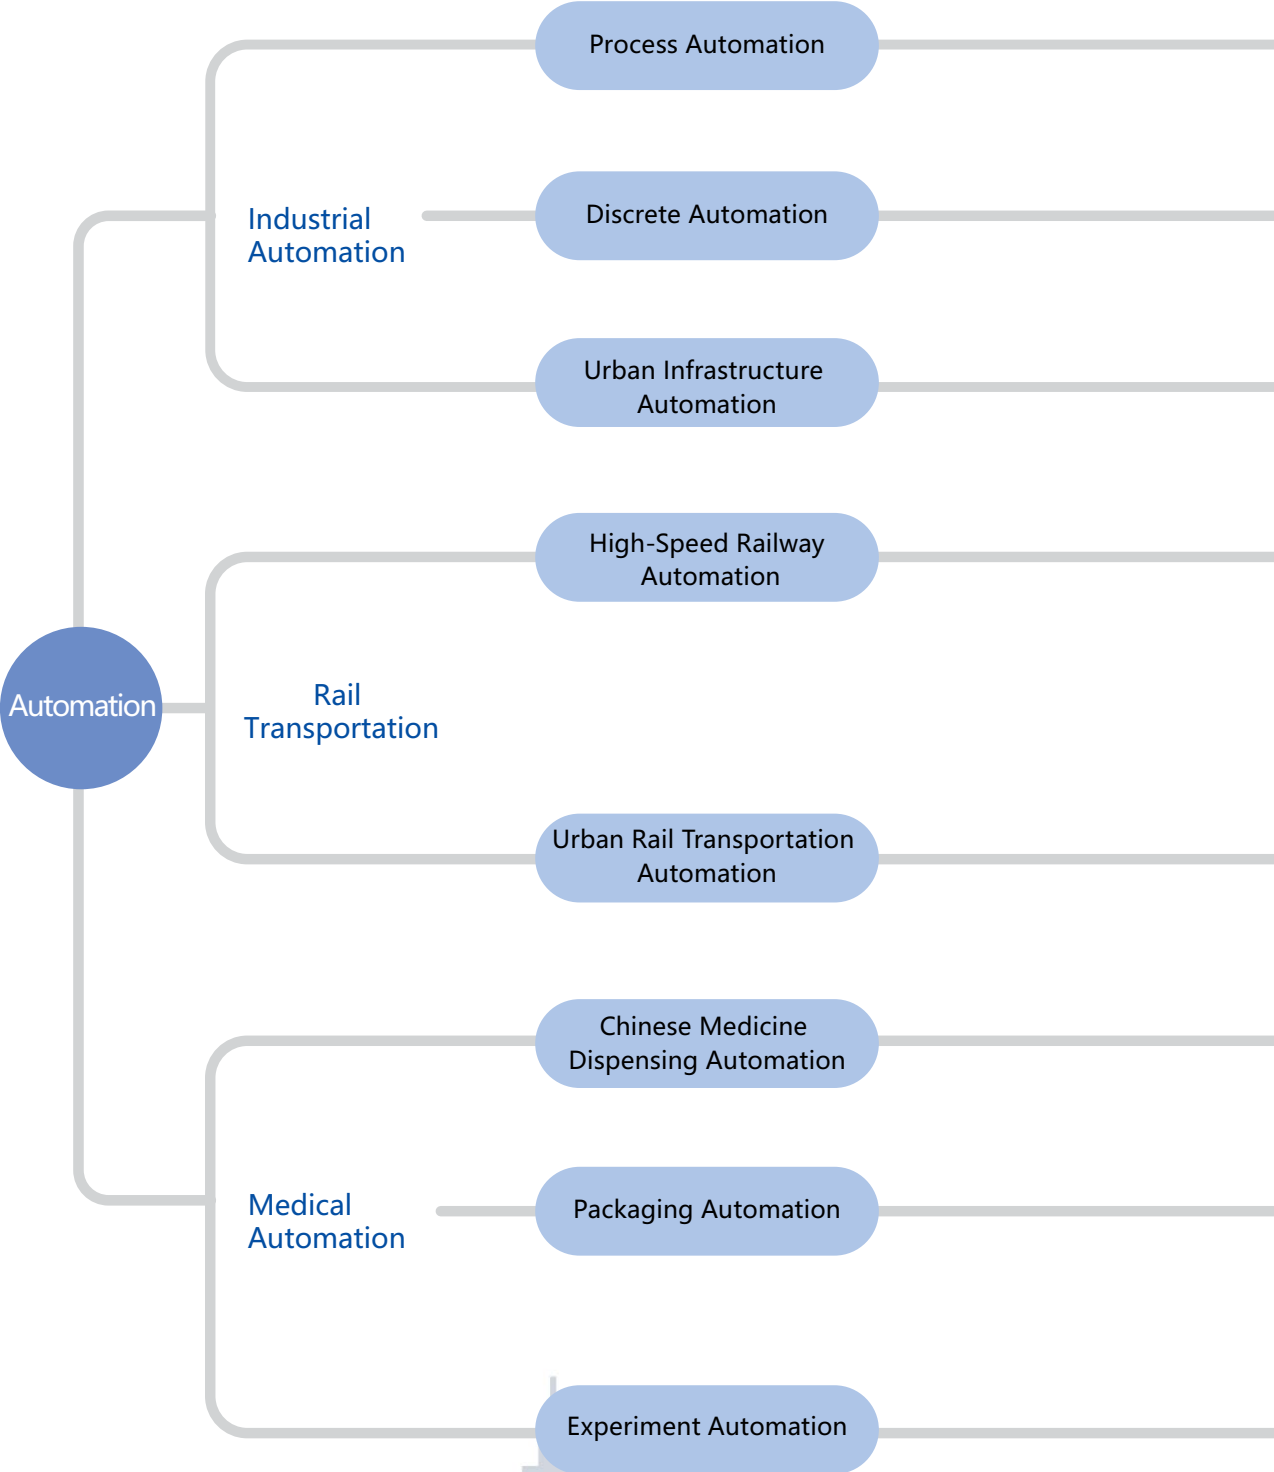 Process Automation
Discrete Automation
Industrial
Automation
Urban Infrastructure
Automation
High-Speed Railway
Automation
Rail
Transportation
Automation
Urban Rail Transportation
Automation
Chinese Medicine
Dispensing Automation
Medical
Automation
Packaging Automation
Experiment Automation